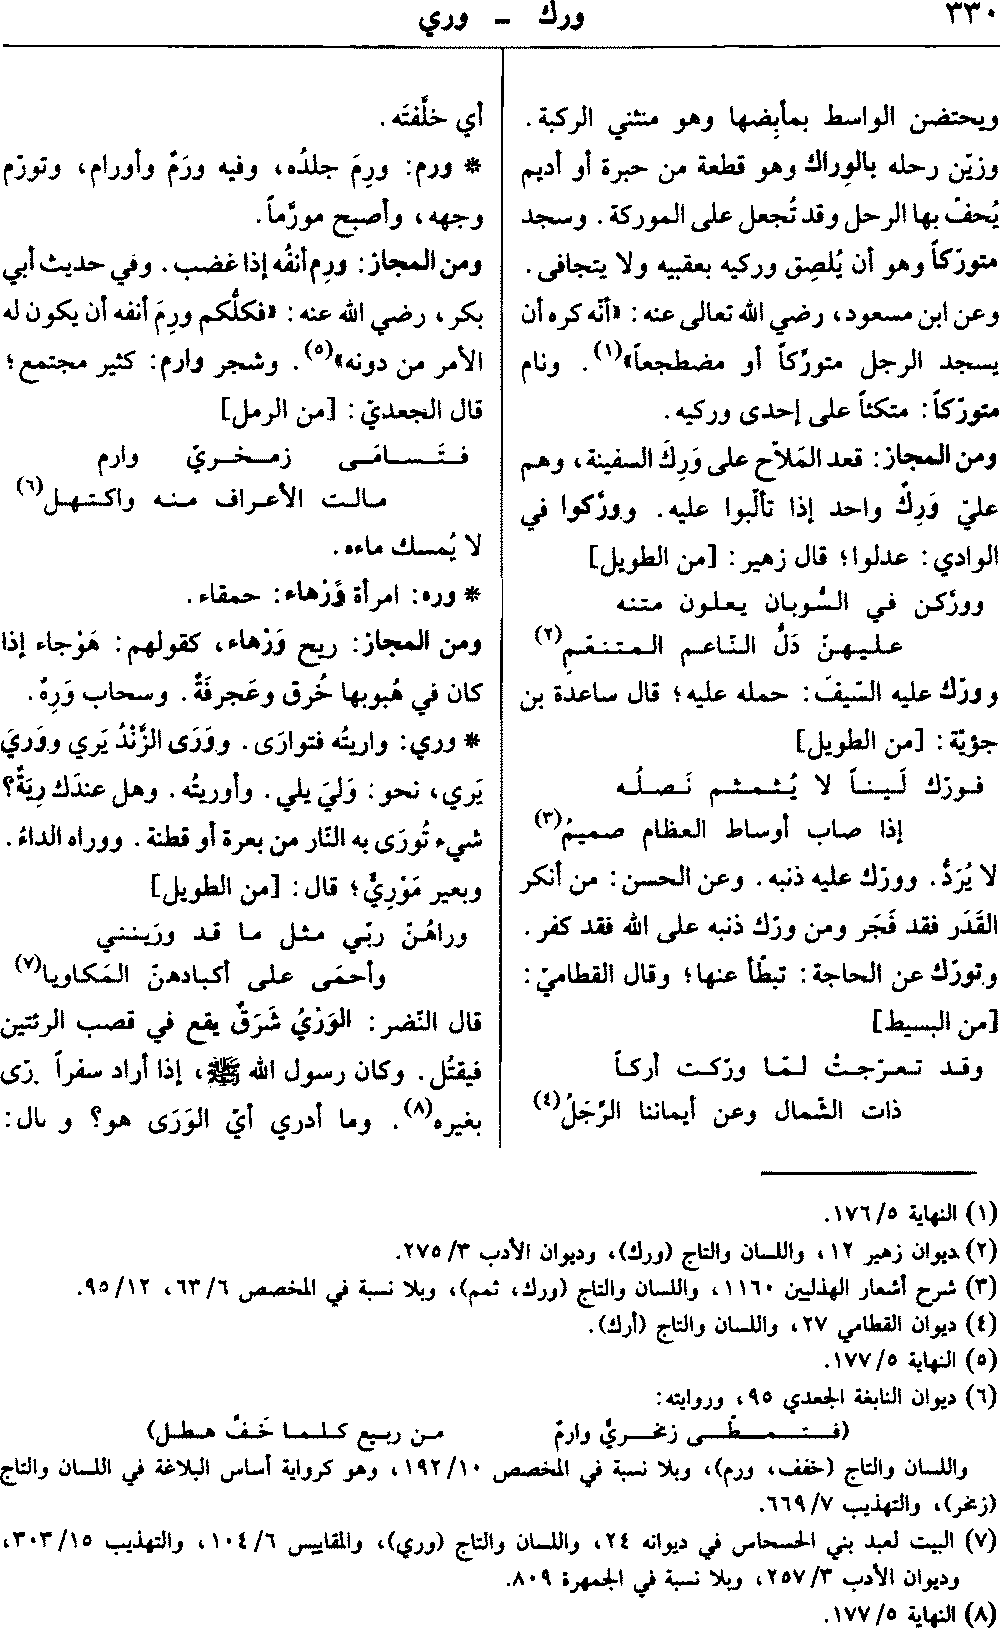 ٣٣٠
ورك - وري
ويحتضن الواسط بمأبِضها وهو منثني الركبة.
وزيّن رحله بالوِراك وهو قطعة من حبرة أو أديم
يُحفّ بها الرحل وقد تُجعل على الموركة. وسجد
متورّكاً وهو أن يُلصِق وركيه بعقبيه ولا يتجافى.
وعن ابن مسعود، رضي الله تعالى عنه: «أنّه كره أن
يسجد الرجل متورّكاً أو مضطجعاً»(١). ونام
متورّكاً: متكئاً على إحدى وركيه.
ومن المجاز: قعد المَلاّح على وَرِكَ السفينة، وهم
عليّ وَرِكٌ واحد إذا تألّبوا عليه. وورّكوا في
الوادي: عدلوا؛ قال زهير: [من الطويل]
وورّكن في السُّوبان يعلون متنه
عليهنّ دَلُّ النّاعم المتنعّمِ(٢)
وورّك عليه السّيفَ: حمله عليه؛ قال ساعدة بن
جؤيّة: [من الطويل]
فورّك لَيناً لا يُثمثم نَصلُه
إذا صاب أوساط العظام صميمُ(٣)
لا يُرَدُّ. وورّك عليه ذنبه. وعن الحسن: من أنكر
القَدَر فقد فَجَر ومن ورّك ذنبه على الله فقد كفر.
وتورّك عن الحاجة: تبطّأ عنها؛ وقال القطاميّ:
[من البسيط]
وقد تعرّجتُ لمّا ورّكت أركاً
ذات الشّمال وعن أيماننا الرِّجَلُ(٤)
أي خلَّفتَه.
* ورم: ورِمَ جلدُه، وفيه ورَمٌ وأورام، وتورّم
وجهه، وأصبح مورَّماً.
ومن المجاز: ورِم أنفُه إذا غضب. وفي حديث أبي
بكر، رضي الله عنه: «فكلُّكم ورِمَ أنفه أن يكون له
الأمر من دونه»(٥). وشجر وارم: كثير مجتمع؛
قال الجعديّ: [من الرمل]
فتَسامَى زمخريّ وارم
مالت الأعراف منه واكتهل(٦)
لا يُمسك ماءه.
* وره: امرأة وَرْهاء: حمقاء.
ومن المجاز: ريح وَرْهاء، كقولهم: هَوْجاء إذا
كان في هُبوبها خُرق وعَجرفَةٌ. وسحاب وَرِهٌ.
* وري: واريتُه فتوارَى. ووَرَى الزَّنْدُ يَري ووَرِيَ
يَري، نحو: وَليَ يلي. وأوريتُه. وهل عندَك رِيَةٌ؟
شيء تُورَى به النّار من بعرة أو قطنة. ووراه الداءُ.
وبعير مَوْرِيٌّ؛ قال: [من الطويل]
وراهُنّ ربّي مثل ما قد ورَينني
وأحمَى على أكبادهنّ المَكاويا(٧)
قال النّضر: الوَرْيُ شَرَقٌ يقع في قصب الرئتين
فيقتُل. وكان رسول الله ﷺ، إذا أراد سفراً
بغيره(٨). وما أدري أيّ الوَرَى هو؟
(١) النهاية ٥/١٧٦.
(٢) ديوان زهير ١٢، واللسان والتاج (ورك)، وديوان الأدب ٣/٢٧٥.
(٣) شرح أشعار الهذليين ١١٦٠، واللسان والتاج (ورك، ثمم)، وبلا نسبة في المخصص ٦/٦٣، ١٢/٩٥.
(٤) ديوان القطامي ٢٧، واللسان والتاج (أرك).
(٥) النهاية ٥/١٧٧.
(٦) ديوان النابغة الجعدي ٩٥، وروايته:
(فتمطّى زمخريٌّ وارمٌ من ربيع كلما خَفَّ هطل)
واللسان والتاج (خفف، ورم)، وبلا نسبة في المخصص ١٠/١٩٢، وهو كرواية أساس البلاغة في اللسان والتاج
(زمخر)، والتهذيب ٧/٦٦٩.
(٧) البيت لعبد بني الحسحاس في ديوانه ٢٤، واللسان والتاج (وري)، والمقاييس ٦/١٠٤، والتهذيب ١٥/٣٠٣،
وديوان الأدب ٣/٢٥٧، وبلا نسبة في الجمهرة ٨٠٩.
(٨) النهاية ٥/١٧٧.